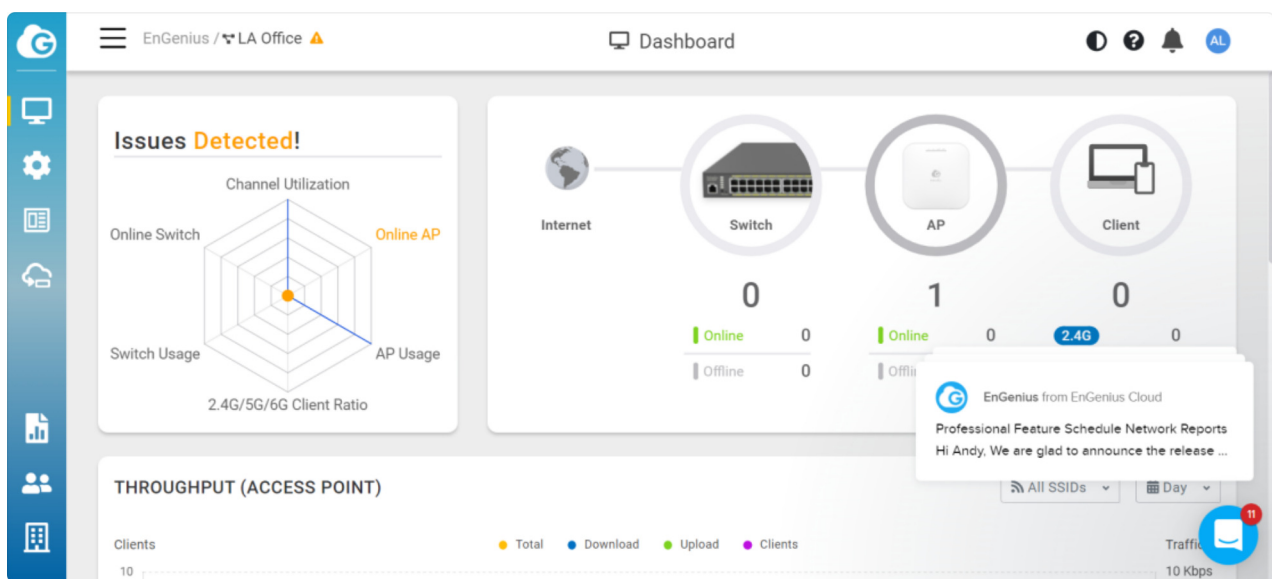 EnGenius / LA Office
Dashboard
AL
Issues Detected!
Channel Utilization
Online Switch
Online AP
Switch Usage
AP Usage
2.4G/5G/6G Client Ratio
Internet
Switch
AP
Client
0
1
0
Online 0
Online 0
2.4G 0
Offline 0
Offli
EnGenius from EnGenius Cloud
Professional Feature Schedule Network Reports
Hi Andy, We are glad to announce the release ...
THROUGHPUT (ACCESS POINT)
All SSIDs
Day
11
Clients
Total
Download
Upload
Clients
Traffic
10
10 Kbps